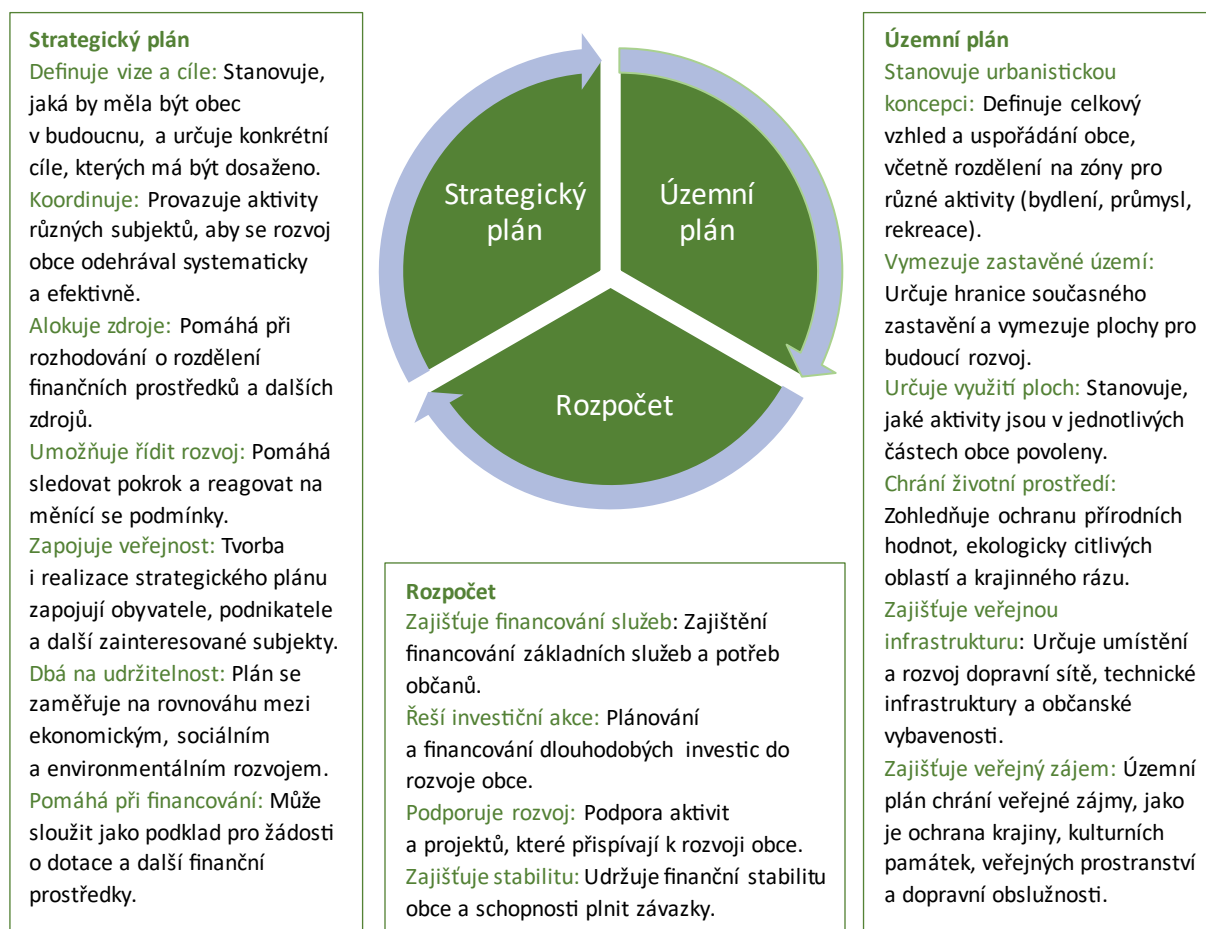 Strategický plán
Definuje vize a cíle: Stanovuje,
jaká by měla být obec
v budoucnu, a určuje konkrétní
cíle, kterých má být dosaženo.
Koordinuje: Provazuje aktivity
různých subjektů, aby se rozvoj
obce odehrával systematicky
a efektivně.
Alokuje zdroje: Pomáhá při
rozhodování o rozdělení
finančních prostředků a dalších
zdrojů.
Umožňuje řídit rozvoj: Pomáhá
sledovat pokrok a reagovat na
měnící se podmínky.
Zapojuje veřejnost: Tvorba
i realizace strategického plánu
zapojují obyvatele, podnikatele
a další zainteresované subjekty.
Dbá na udržitelnost: Plán se
zaměřuje na rovnováhu mezi
ekonomickým, sociálním
a environmentálním rozvojem.
Pomáhá při financování: Může
sloužit jako podklad pro žádosti
o dotace a další finanční
prostředky.
Strategický
plán
Územní
plán
Rozpočet
Rozpočet
Zajišťuje financování služeb: Zajištění
financování základních služeb a potřeb
občanů.
Řeší investiční akce: Plánování
a financování dlouhodobých investic do
rozvoje obce.
Podporuje rozvoj: Podpora aktivit
a projektů, které přispívají k rozvoji obce.
Zajišťuje stabilitu: Udržuje finanční stabilitu
obce a schopnosti plnit závazky.
Územní plán
Stanovuje urbanistickou
koncepci: Definuje celkový
vzhled a uspořádání obce,
včetně rozdělení na zóny pro
různé aktivity (bydlení, průmysl,
rekreace).
Vymezuje zastavěné území:
Určuje hranice současného
zastavění a vymezuje plochy pro
budoucí rozvoj.
Určuje využití ploch: Stanovuje,
jaké aktivity jsou v jednotlivých
částech obce povoleny.
Chrání životní prostředí:
Zohledňuje ochranu přírodních
hodnot, ekologicky citlivých
oblastí a krajinného rázu.
Zajišťuje veřejnou
infrastrukturu: Určuje umístění
a rozvoj dopravní sítě, technické
infrastruktury a občanské
vybavenosti.
Zajišťuje veřejný zájem: Územní
plán chrání veřejné zájmy, jako
je ochrana krajiny, kulturních
památek, veřejných prostranství
a dopravní obslužnosti.